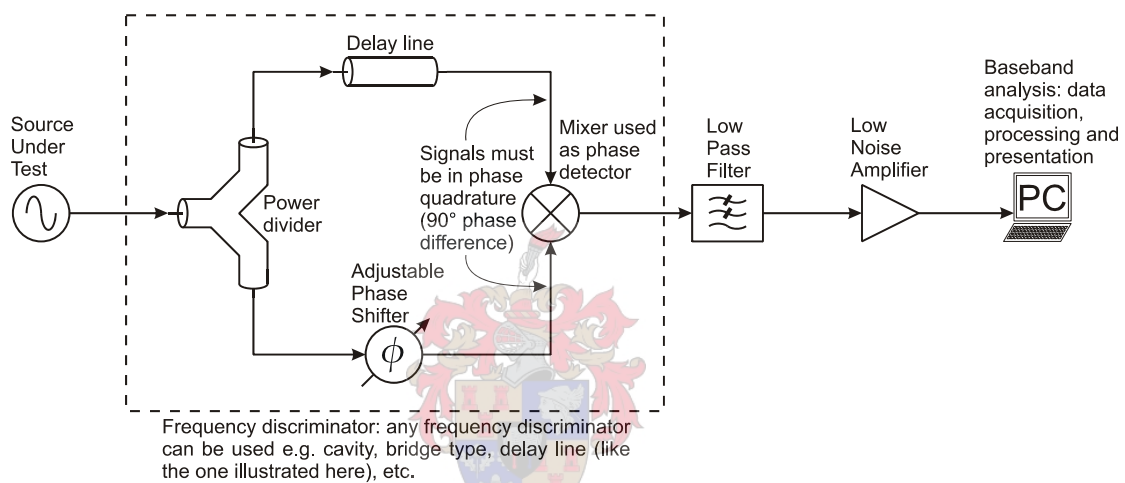 Source
Under
Test
Power
divider
Delay line
Signals must
be in phase
quadrature
(90° phase
difference)
Adjustable
Phase
Shifter
ϕ
Mixer used
as phase
detector
Low
Pass
Filter
Low
Noise
Amplifier
Baseband
analysis: data
acquisition,
processing and
presentation
PC
Frequency discriminator: any frequency discriminator
can be used e.g. cavity, bridge type, delay line (like
the one illustrated here), etc.